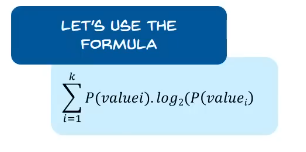 LET'S USE THE
FORMULA
k
∑ P(valuei).log₂(P(valueᵢ)
i=1